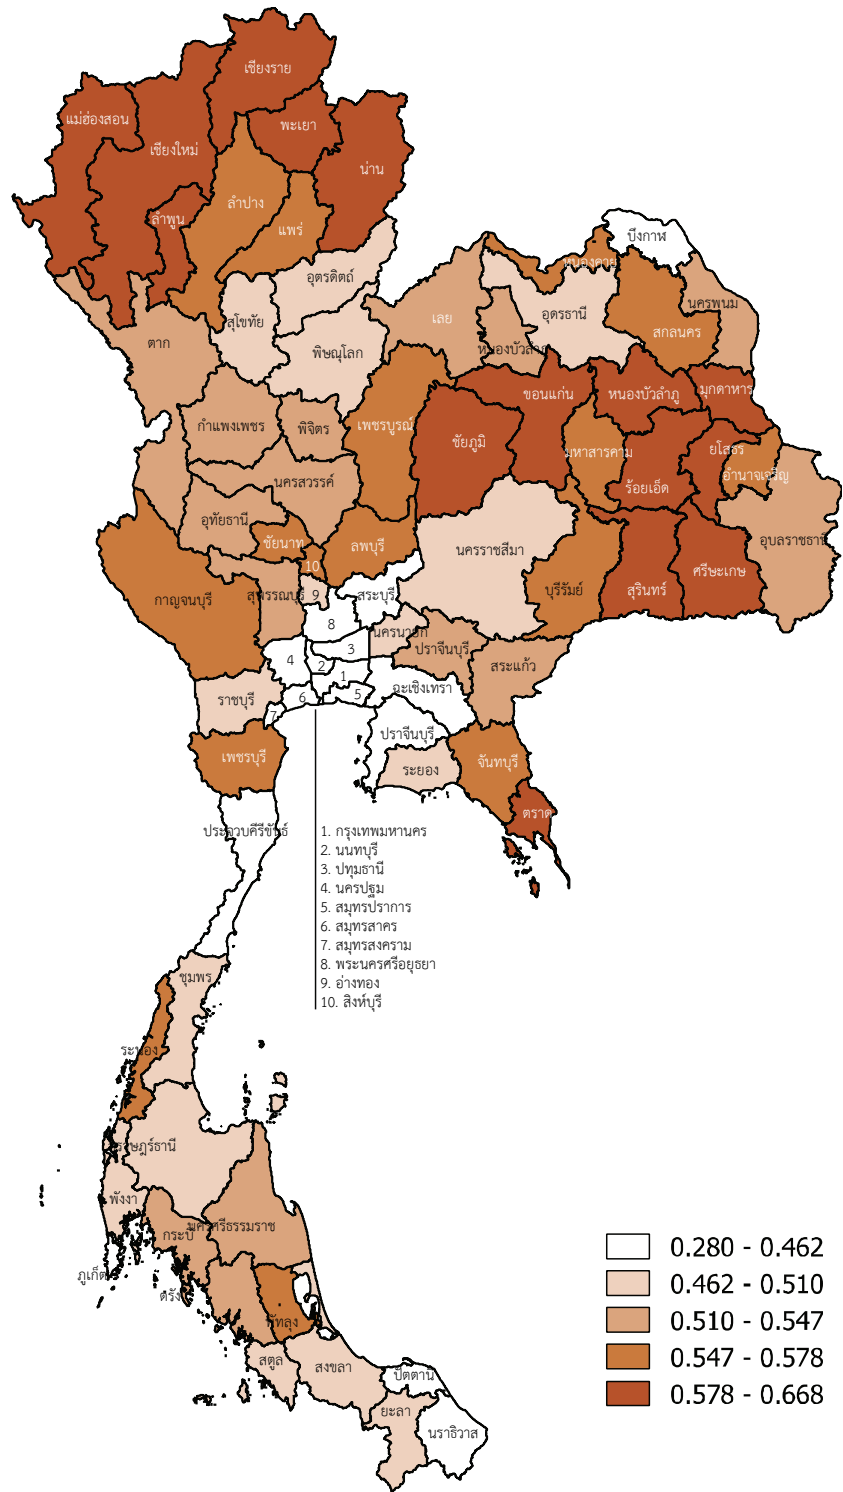 เชียงราย
แม่ฮ่องสอน
พะเยา
เชียงใหม่
น่าน
ลำปาง
ลำพูน
แพร่
บึงกาฬ
หนองคาย
อุตรดิตถ์
นครพนม
อุดรธานี
เลย
สุโขทัย
สกลนคร
ตาก
หนองบัวลำภู
พิษณุโลก
มุกดาหาร
ขอนแก่น
หนองบัวลำภู
กำแพงเพชร
เพชรบูรณ์
พิจิตร
ชัยภูมิ
ยโสธร
มหาสารคาม
อำนาจเจริญ
นครสวรรค์
ร้อยเอ็ด
อุทัยธานี
อุบลราชธานี
ชัยนาท
ลพบุรี
นครราชสีมา
10
ศรีษะเกษ
บุรีรัมย์
สุรินทร์
กาญจนบุรี
สุพรรณบุรี
9
สระบุรี
8
นครนายก
3
ปราจีนบุรี
4
2
สระแก้ว
1
ฉะเชิงเทรา
5
6
ราชบุรี
7
ปราจีนบุรี
เพชรบุรี
จันทบุรี
ระยอง
ตราด
ประจวบคีรีขันธ์
1. กรุงเทพมหานคร
2. นนทบุรี
3. ปทุมธานี
4. นครปฐม
5. สมุทรปราการ
6. สมุทรสาคร
7. สมุทรสงคราม
8. พระนครศรีอยุธยา
9. อ่างทอง
10. สิงห์บุรี
ชุมพร
ระนอง
พังงา
นครศรีธรรมราช
กระบี่
ภูเก็ต
ตรัง
พัทลุง
สตูล
สงขลา
ปัตตาน
ยะลา
นราธิวาส
0.280 - 0.462
0.462 - 0.510
0.510 - 0.547
0.547 - 0.578
0.578 - 0.668